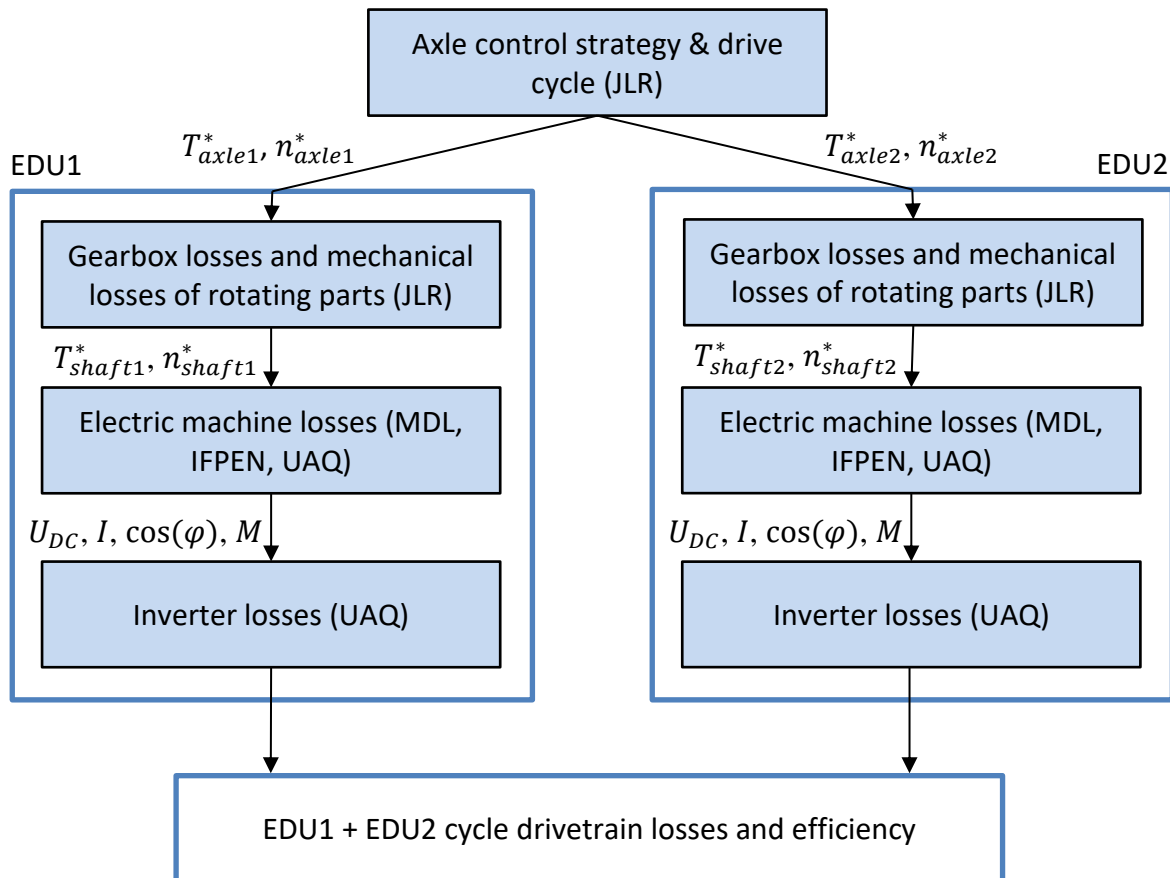 Axle control strategy & drive
cycle (JLR)
T*axle1, n*axle1
T*axle2, n*axle2
EDU1
EDU2
Gearbox losses and mechanical
losses of rotating parts (JLR)
T*shaft1, n*shaft1
Electric machine losses (MDL,
IFPEN, UAQ)
U_DC, I, cos(φ), M
Inverter losses (UAQ)
Gearbox losses and mechanical
losses of rotating parts (JLR)
T*shaft2, n*shaft2
Electric machine losses (MDL,
IFPEN, UAQ)
U_DC, I, cos(φ), M
Inverter losses (UAQ)
EDU1 + EDU2 cycle drivetrain losses and efficiency